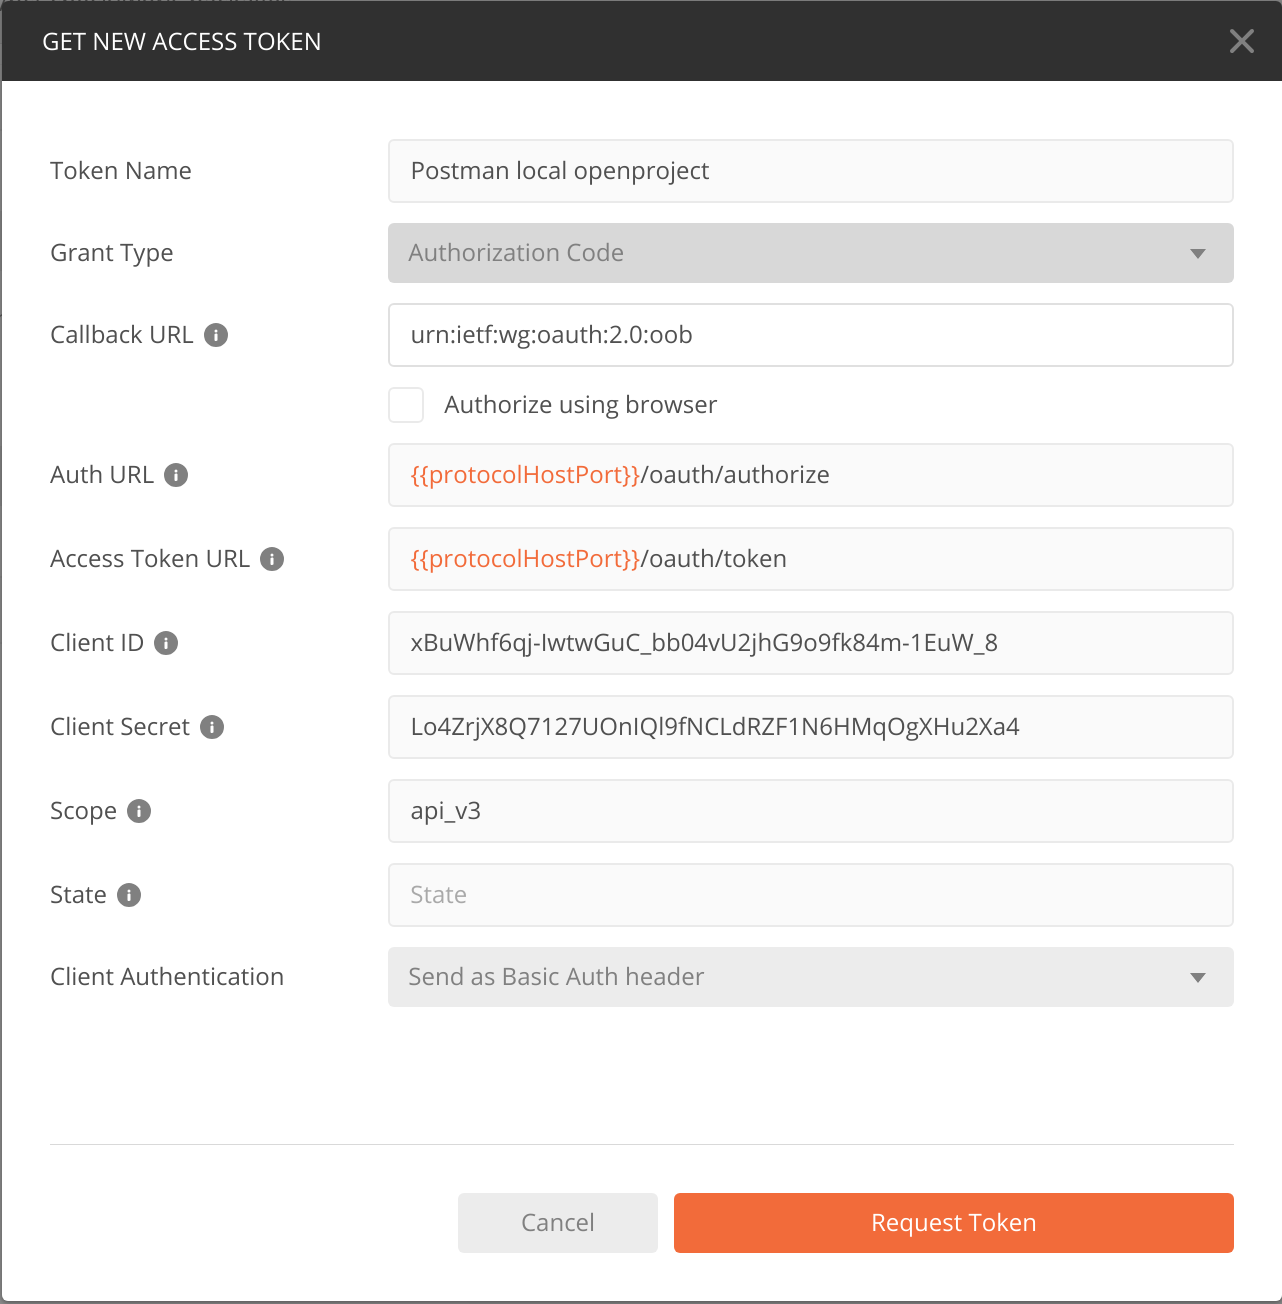 GET NEW ACCESS TOKEN
Token Name
Postman local openproject
Grant Type
Authorization Code
Callback URL
urn:ietf:wg:oauth:2.0:oob
Authorize using browser
Auth URL
{{protocolHostPort}}/oauth/authorize
Access Token URL
{{protocolHostPort}}/oauth/token
Client ID
xBuWhf6qj-IwtwGuC_bb04vU2jhG9o9fk84m-1EuW_8
Client Secret
Lo4ZrjX8Q7127UOnIQl9fNCLdRZF1N6HMqOgXHu2Xa4
Scope
api_v3
State
State
Client Authentication
Send as Basic Auth header
Cancel
Request Token